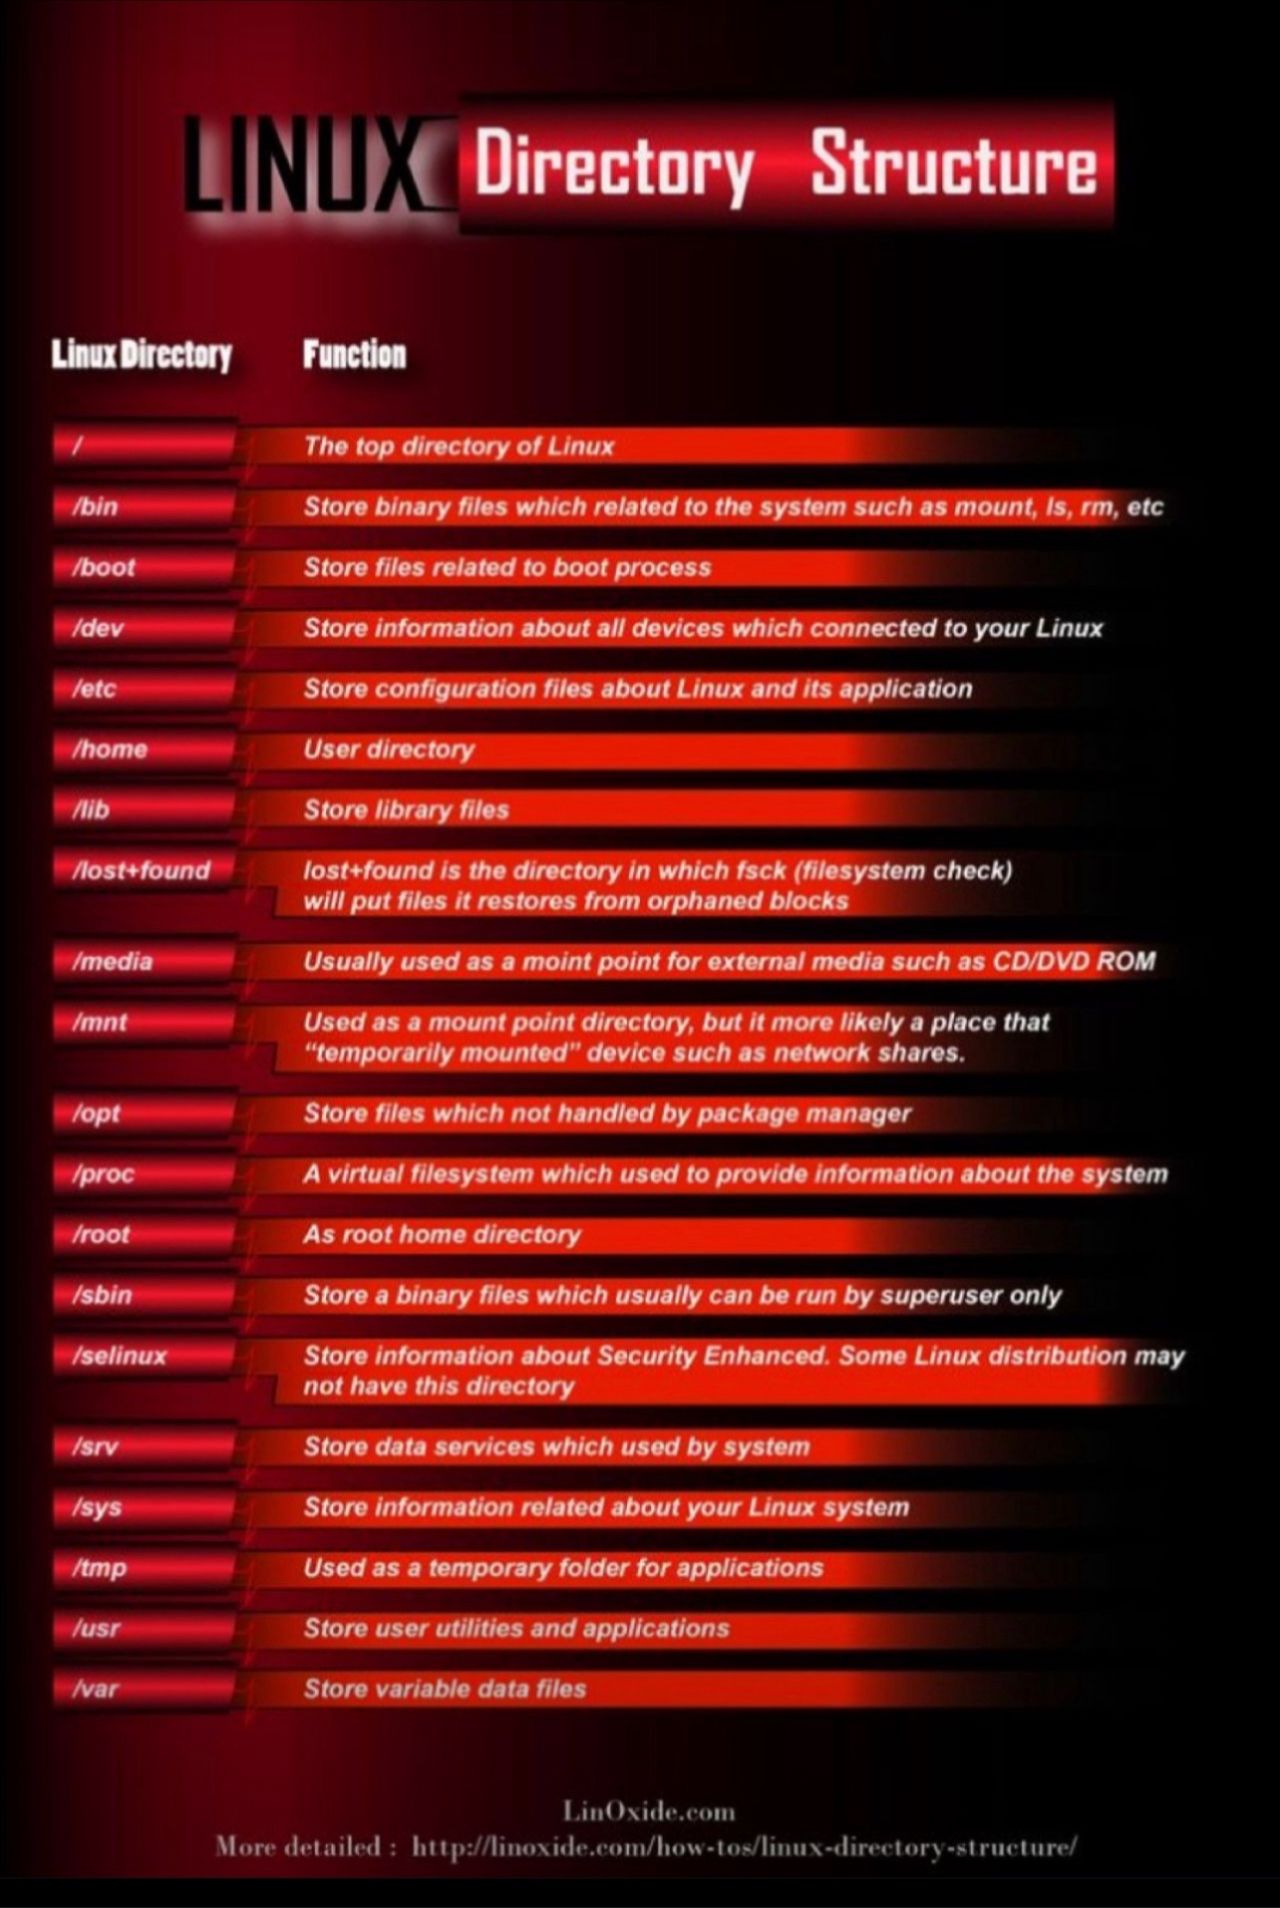 LINUX Directory Structure
Linux Directory Function
/ The top directory of Linux
/bin Store binary files which related to the system such as mount, ls, rm, etc
/boot Store files related to boot process
/dev Store information about all devices which connected to your Linux
/etc Store configuration files about Linux and its application
/home User directory
/lib Store library files
/lost+found lost+found is the directory in which fsck (filesystem check)
will put files it restores from orphaned blocks
/media Usually used as a moint point for external media such as CD/DVD ROM
/mnt Used as a mount point directory, but it more likely a place that
“temporarily mounted” device such as network shares.
/opt Store files which not handled by package manager
/proc A virtual filesystem which used to provide information about the system
/root As root home directory
/sbin Store a binary files which usually can be run by superuser only
/selinux Store information about Security Enhanced. Some Linux distribution may
not have this directory
/srv Store data services which used by system
/sys Store information related about your Linux system
/tmp Used as a temporary folder for applications
/usr Store user utilities and applications
/var Store variable data files
LinOxide.com
More detailed : http://linoxide.com/how-tos/linux-directory-structure/